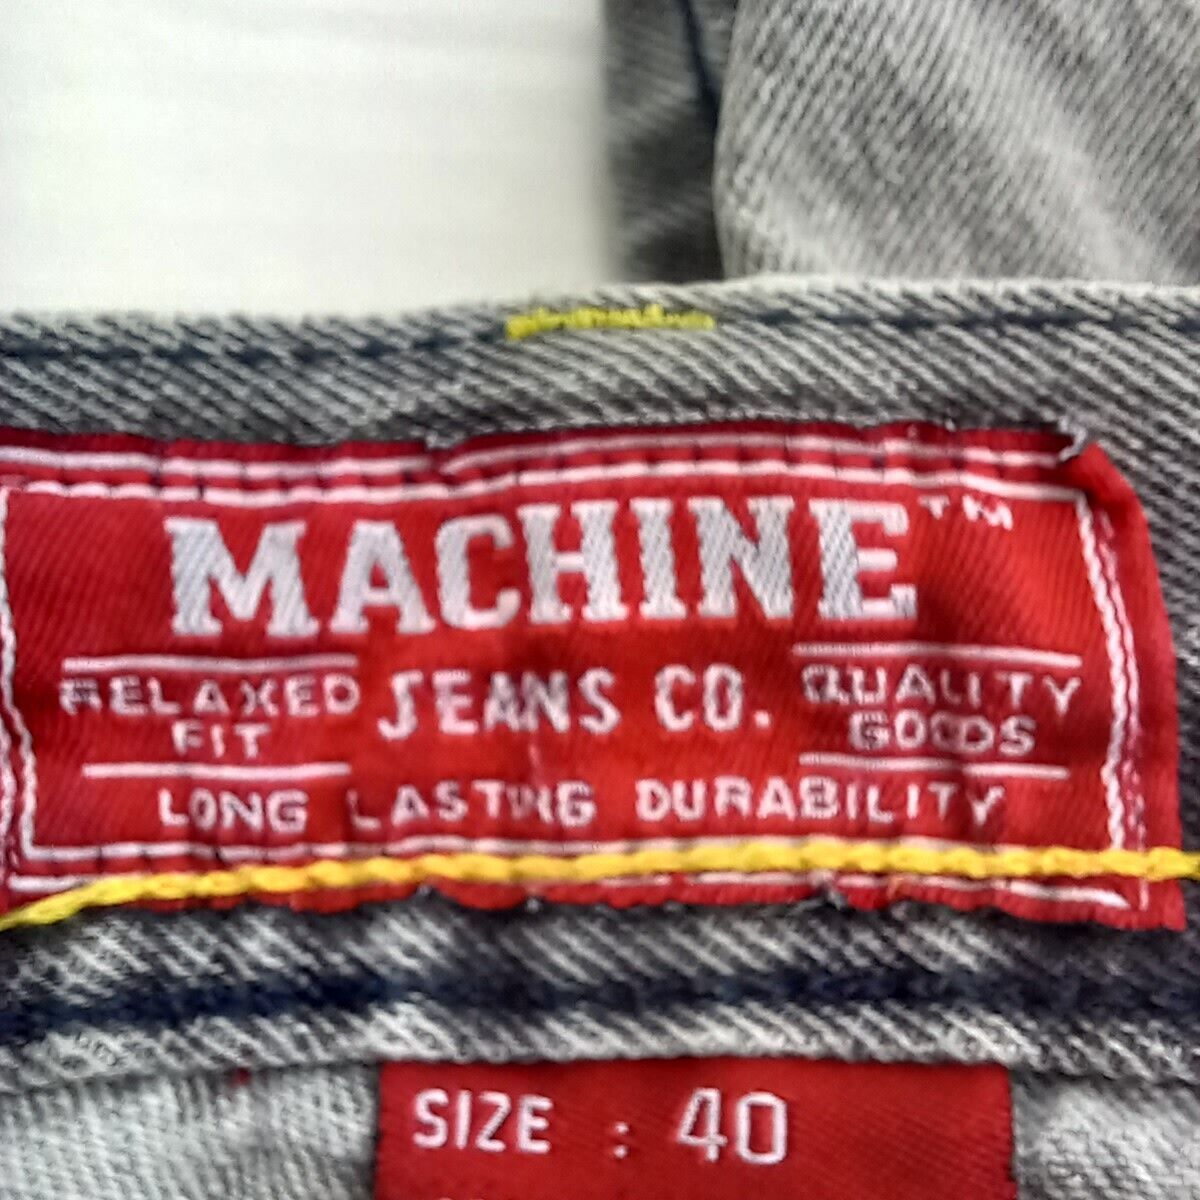 MACHINE™
RELAXED FIT
JEANS CO.
QUALITY GOODS
LONG LASTING DURABILITY
SIZE : 40